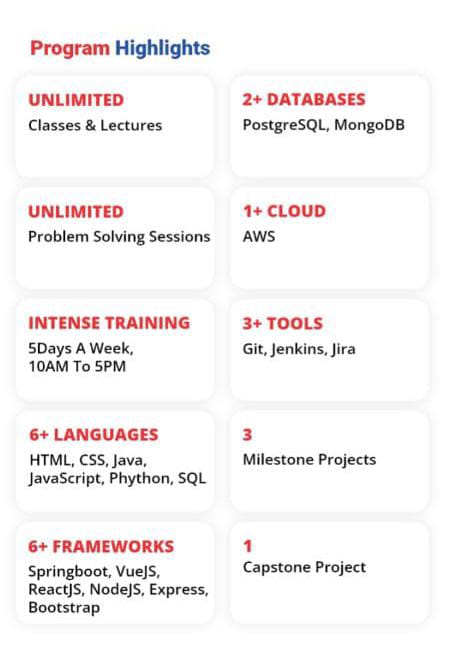 Program Highlights
UNLIMITED
Classes & Lectures
2+ DATABASES
PostgreSQL, MongoDB
UNLIMITED
Problem Solving Sessions
1+ CLOUD
AWS
INTENSE TRAINING
5Days A Week,
10AM To 5PM
3+ TOOLS
Git, Jenkins, Jira
6+ LANGUAGES
HTML, CSS, Java,
JavaScript, Phython, SQL
3
Milestone Projects
6+ FRAMEWORKS
Springboot, VueJS,
ReactJS, NodeJS, Express,
Bootstrap
1
Capstone Project